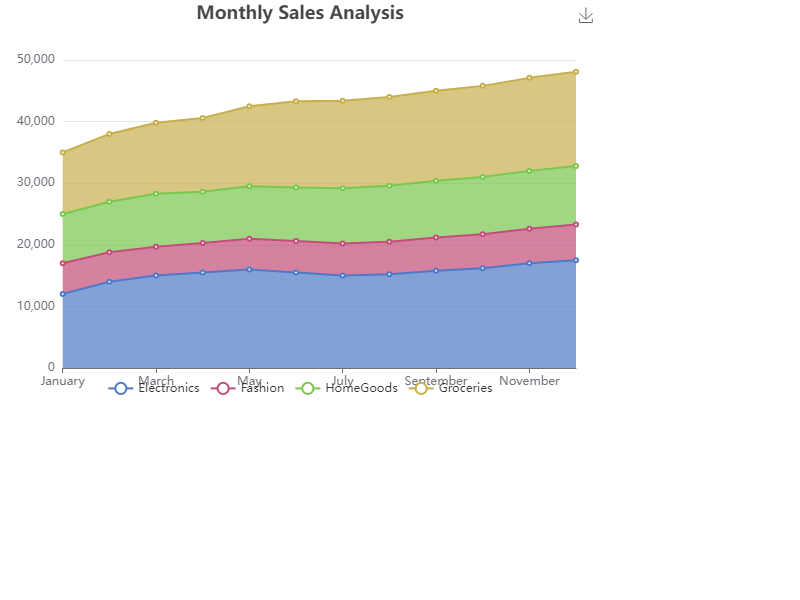 Monthly Sales Analysis
50,000
40,000
30,000
20,000
10,000
0
January March May July September November
Electronics Fashion HomeGoods Groceries